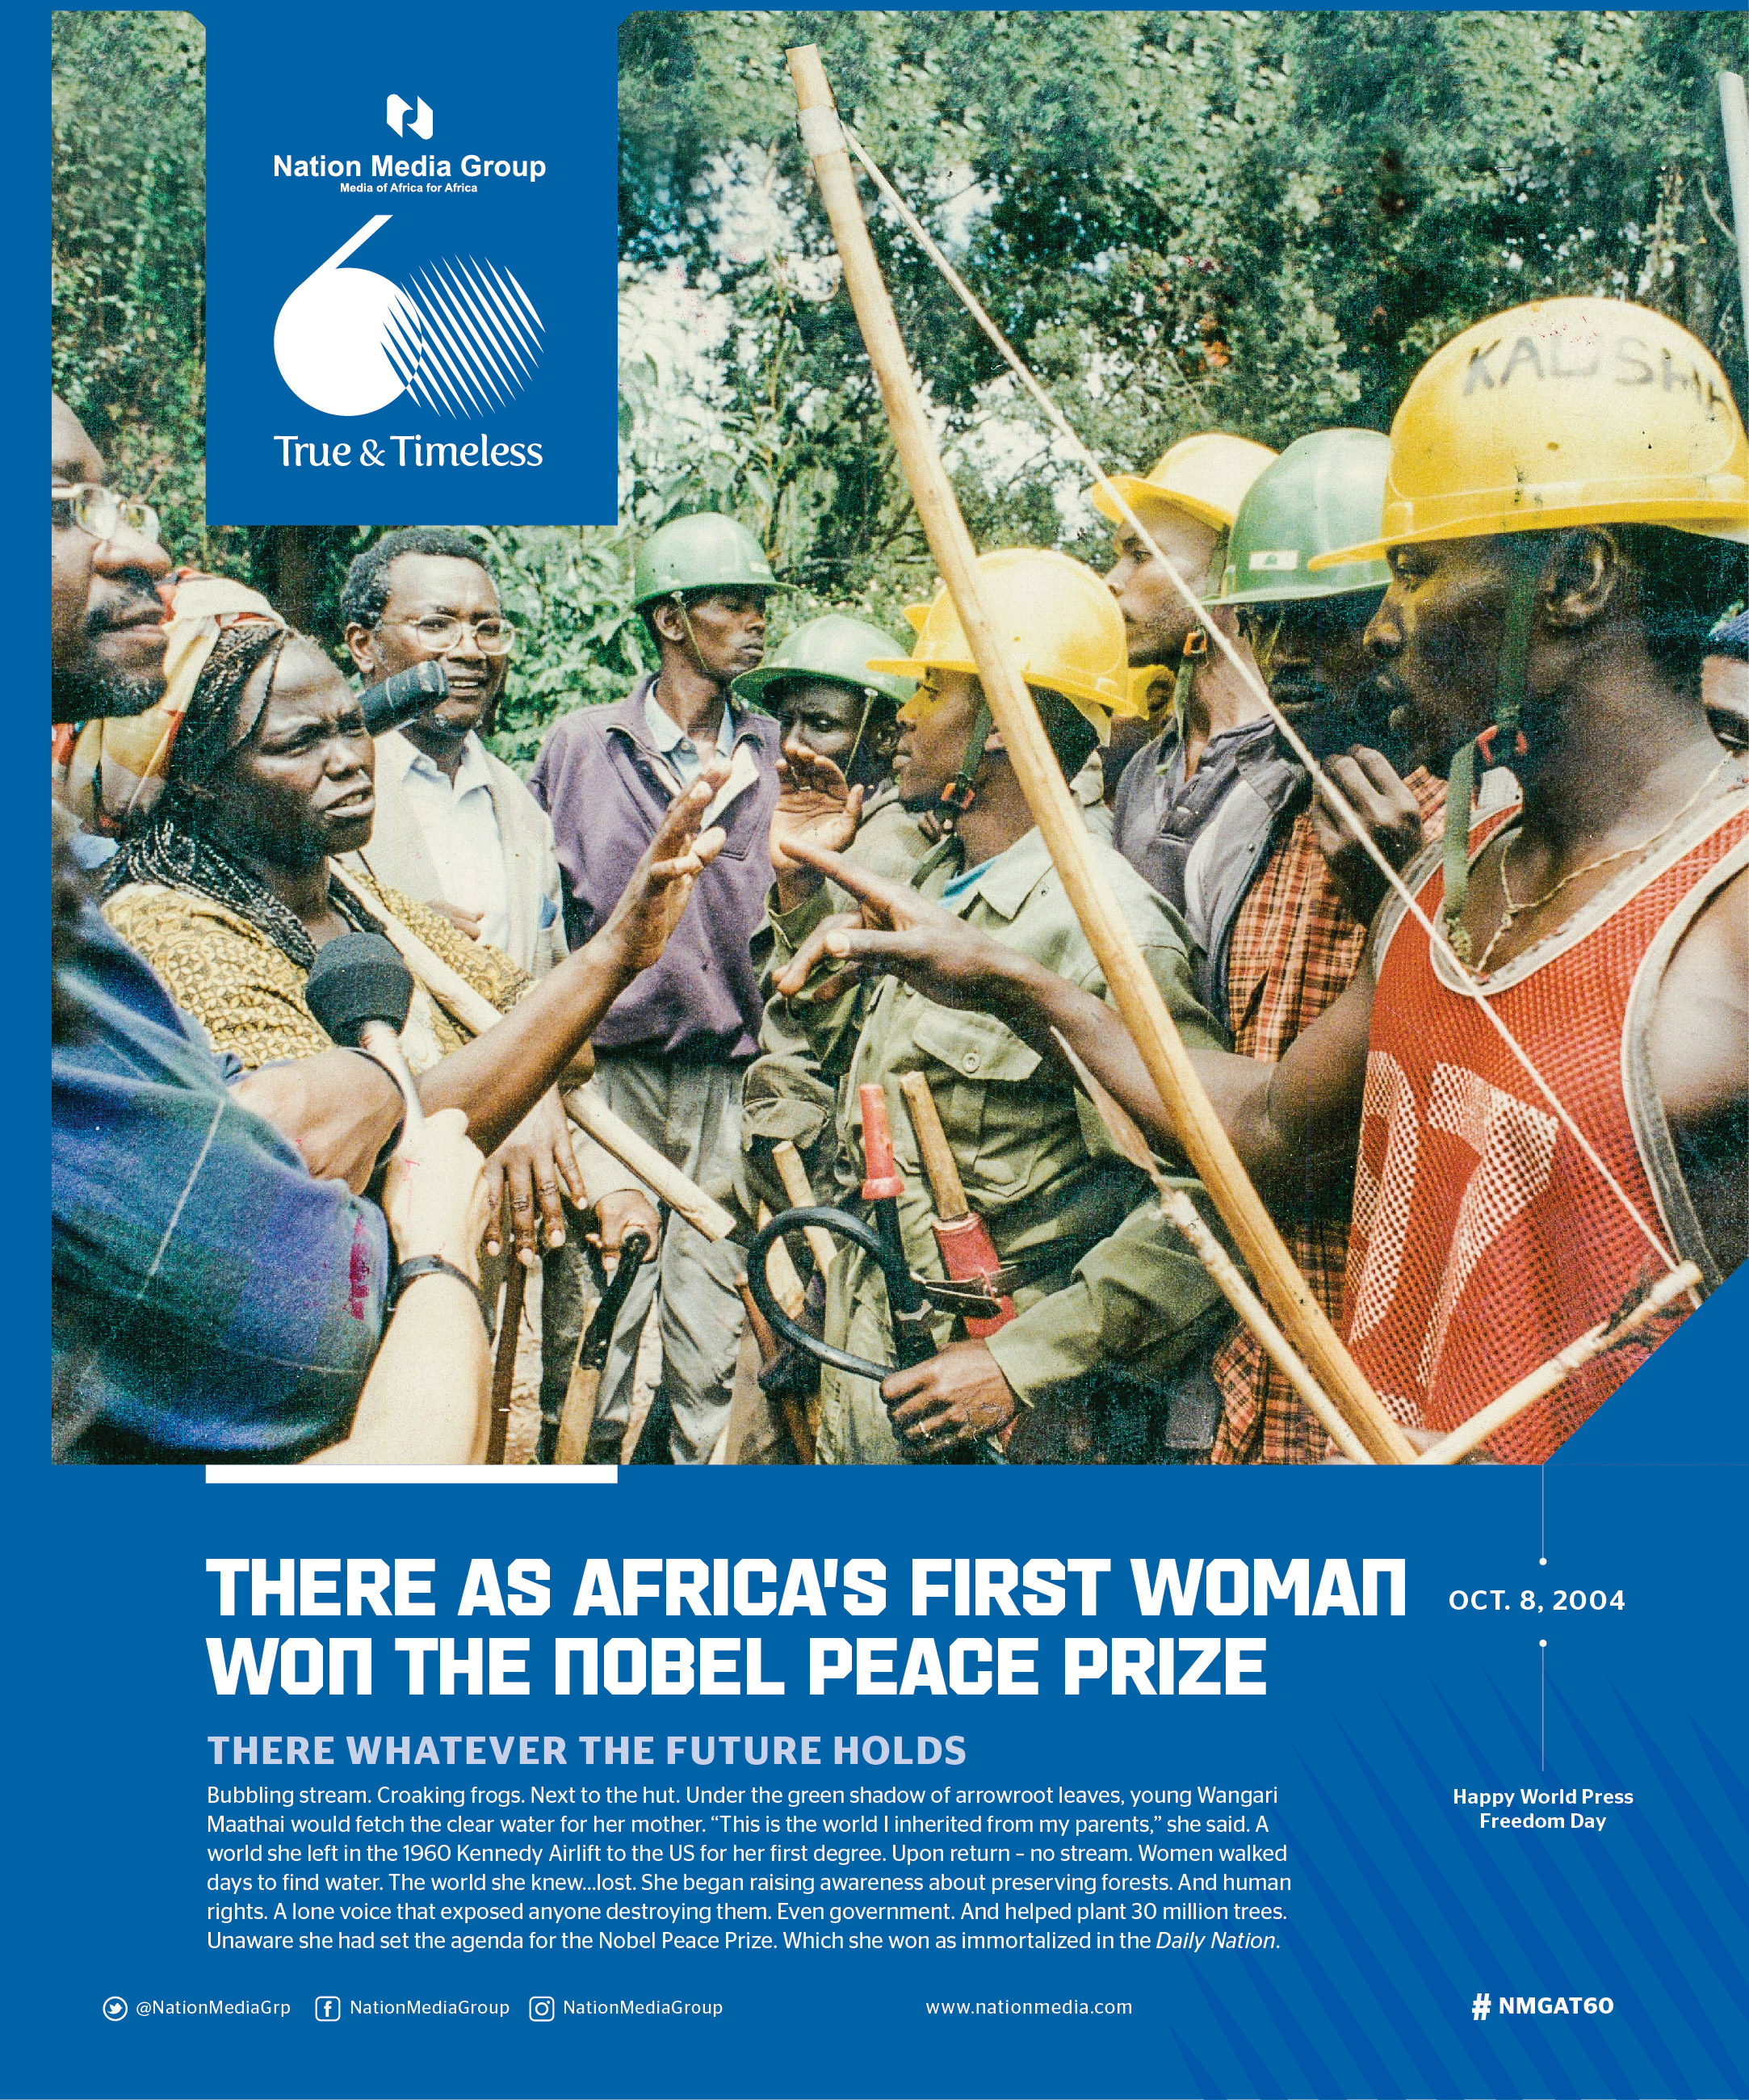 Nation Media Group
Media of Africa for Africa
60
True & Timeless
THERE AS AFRICA'S FIRST WOMAN
WON THE NOBEL PEACE PRIZE
OCT. 8, 2004
THERE WHATEVER THE FUTURE HOLDS
Bubbling stream. Croaking frogs. Next to the hut. Under the green shadow of arrowroot leaves, young Wangari
Maathai would fetch the clear water for her mother. “This is the world I inherited from my parents,” she said. A
world she left in the 1960 Kennedy Airlift to the US for her first degree. Upon return – no stream. Women walked
days to find water. The world she knew...lost. She began raising awareness about preserving forests. And human
rights. A lone voice that exposed anyone destroying them. Even government. And helped plant 30 million trees.
Unaware she had set the agenda for the Nobel Peace Prize. Which she won as immortalized in the Daily Nation.
Happy World Press
Freedom Day
@NationMediaGrp NationMediaGroup NationMediaGroup
www.nationmedia.com
# NMGAT60